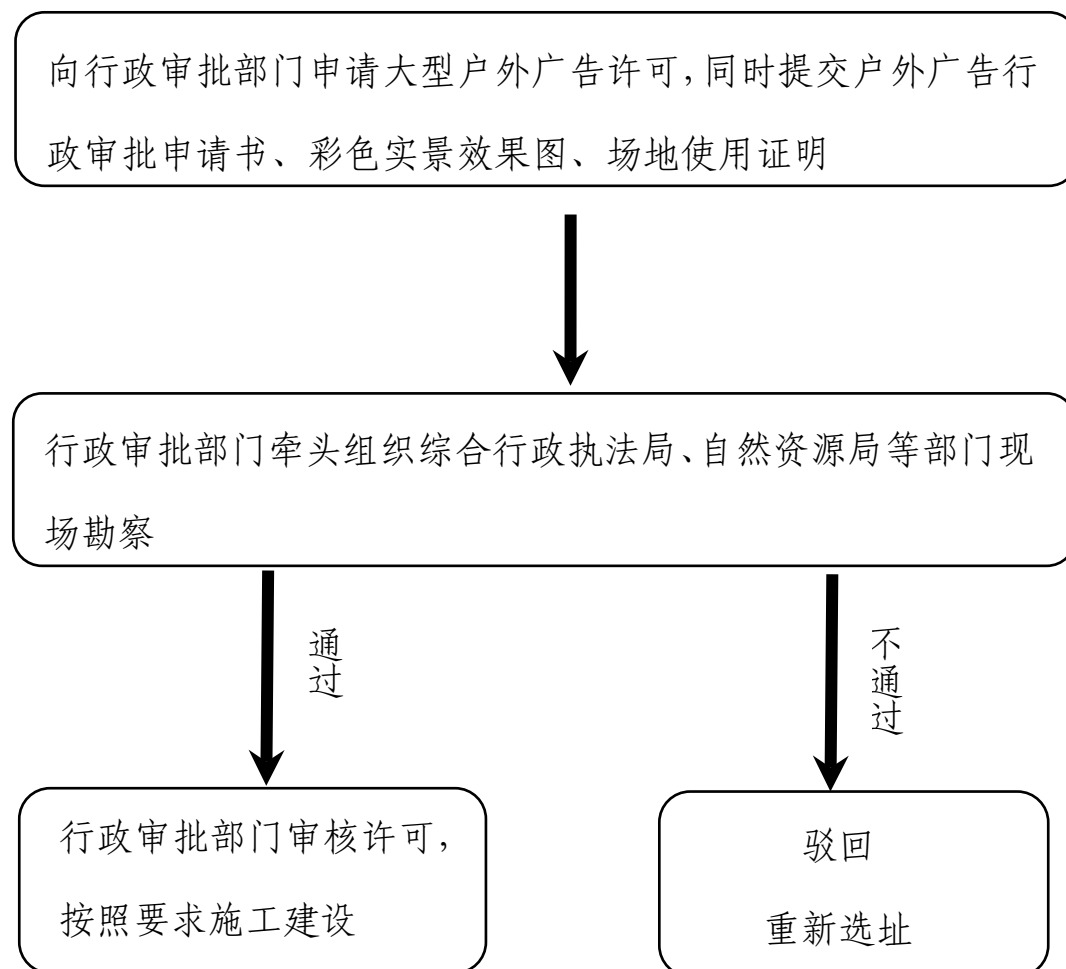 向行政审批部门申请大型户外广告许可,同时提交户外广告行
政审批申请书、彩色实景效果图、场地使用证明
行政审批部门牵头组织综合行政执法局、自然资源局等部门现
场勘察
通过
不通过
行政审批部门审核许可,
按照要求施工建设
驳回
重新选址